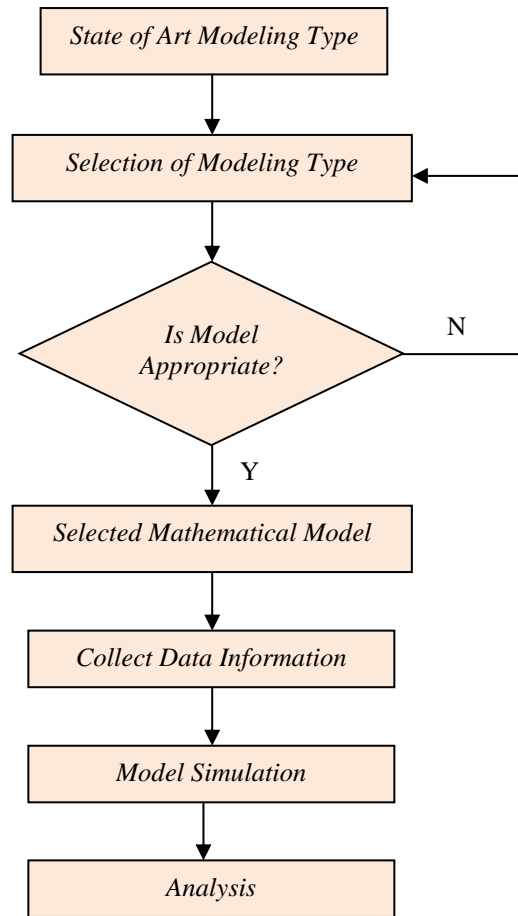 State of Art Modeling Type
Selection of Modeling Type
Is Model
Appropriate?
N
Y
Selected Mathematical Model
Collect Data Information
Model Simulation
Analysis